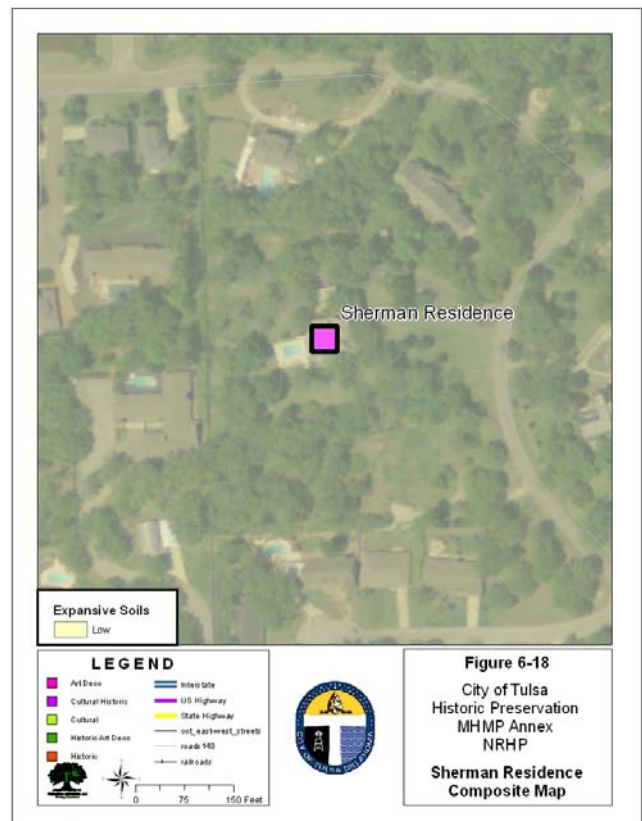 Sherman Residence
Expansive Soils
Low
LEGEND
Art Deco
Cultural Historic
Cultural
Historic Art Deco
Historic
Interstate
US Highway
State Highway
cot_eastwest_streets
roads 143
railroads
0 75 150 Feet
CITY OF TULSA OKLAHOMA
Figure 6-18
City of Tulsa
Historic Preservation
MHMP Annex
NRHP
Sherman Residence
Composite Map